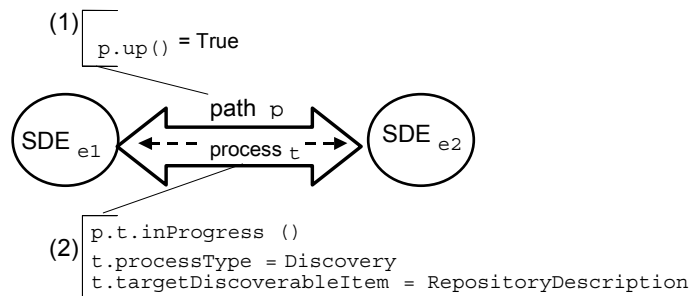 (1)
p.up() = True
path p
SDE e1
process t
SDE e2
(2)
p.t.inProgress ()
t.processType = Discovery
t.targetDiscoverableItem = RepositoryDescription